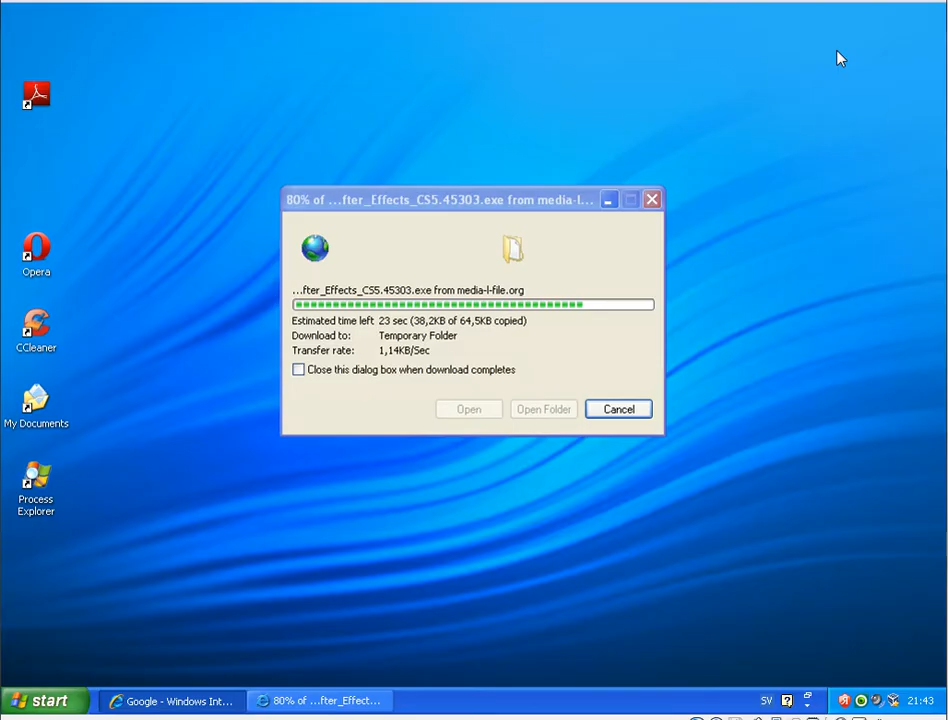 80% of ...fter_Effects_CS5.45303.exe from media-l...
...fter_Effects_CS5.45303.exe from media-l-file.org
Estimated time left 23 sec (38,2KB of 64,5KB copied)
Download to: Temporary Folder
Transfer rate: 1,14KB/Sec
Close this dialog box when download completes
Open Open Folder Cancel
Opera
CCleaner
My Documents
Process
Explorer
start Google - Windows Int... 80% of ...fter_Effect... SV 21:43